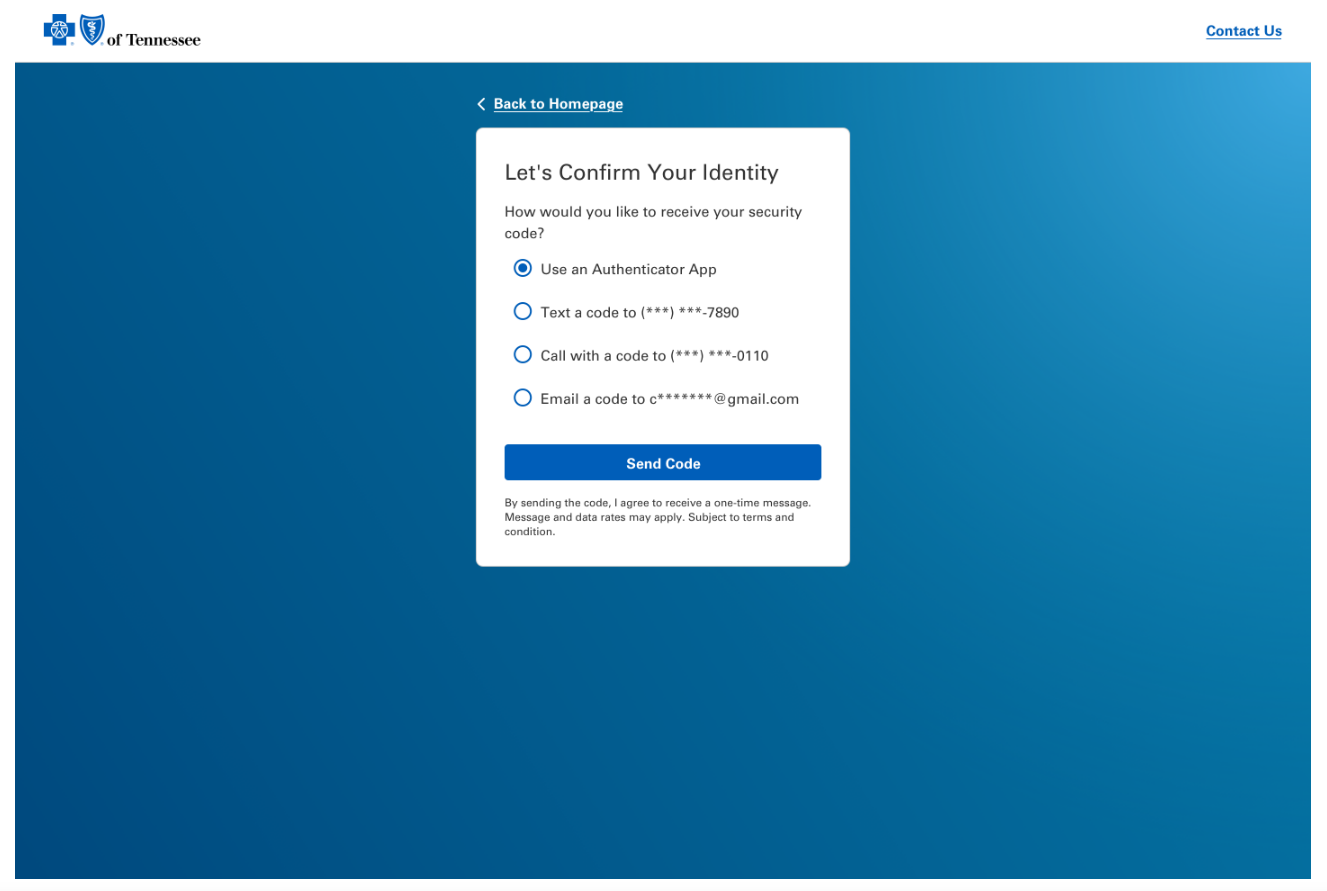 of Tennessee
Contact Us
Back to Homepage
Let's Confirm Your Identity
How would you like to receive your security
code?
Use an Authenticator App
Text a code to (***) ***-7890
Call with a code to (***) ***-0110
Email a code to c*******@gmail.com
Send Code
By sending the code, I agree to receive a one-time message.
Message and data rates may apply. Subject to terms and
condition.